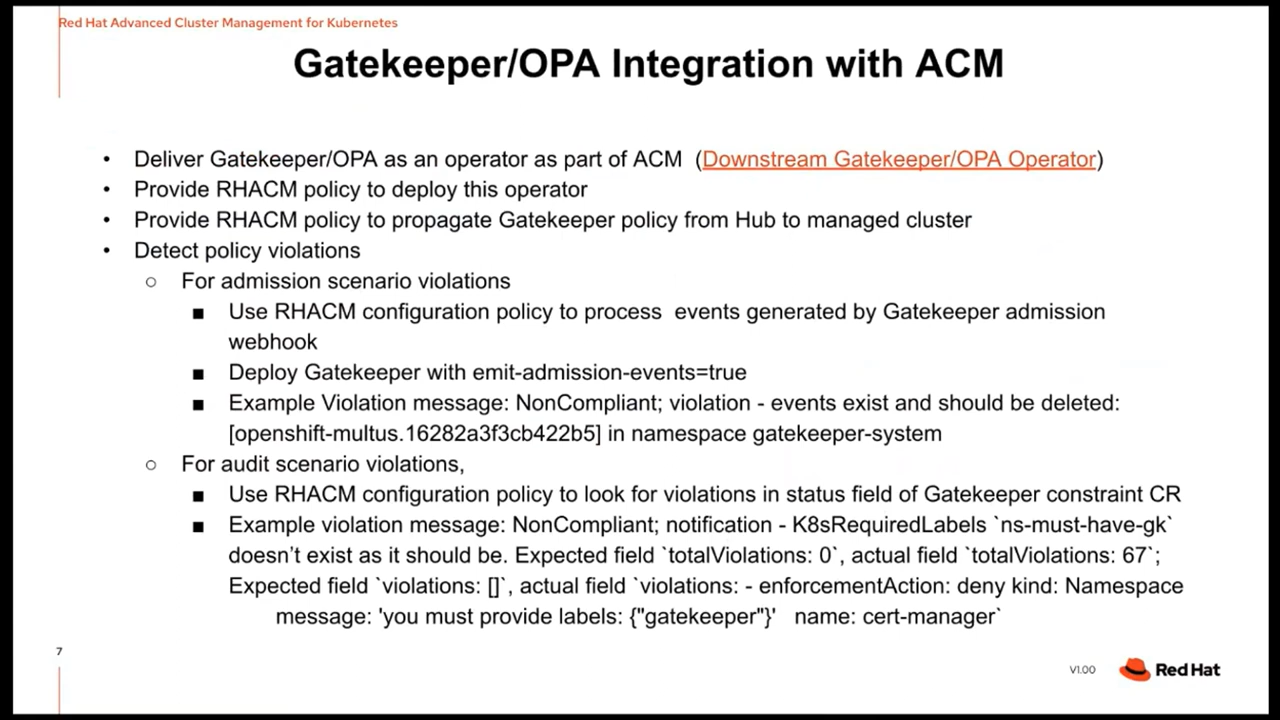 Red Hat Advanced Cluster Management for Kubernetes
Gatekeeper/OPA Integration with ACM
• Deliver Gatekeeper/OPA as an operator as part of ACM (Downstream Gatekeeper/OPA Operator)
• Provide RHACM policy to deploy this operator
• Provide RHACM policy to propagate Gatekeeper policy from Hub to managed cluster
• Detect policy violations
○ For admission scenario violations
■ Use RHACM configuration policy to process events generated by Gatekeeper admission
webhook
■ Deploy Gatekeeper with emit-admission-events=true
■ Example Violation message: NonCompliant; violation - events exist and should be deleted:
[openshift-multus.16282a3f3cb422b5] in namespace gatekeeper-system
○ For audit scenario violations,
■ Use RHACM configuration policy to look for violations in status field of Gatekeeper constraint CR
■ Example violation message: NonCompliant; notification - K8sRequiredLabels `ns-must-have-gk`
doesn't exist as it should be. Expected field `totalViolations: 0`, actual field `totalViolations: 67`;
Expected field `violations: []`, actual field `violations: - enforcementAction: deny kind: Namespace
message: 'you must provide labels: {"gatekeeper"}' name: cert-manager`
7
V1.00
Red Hat